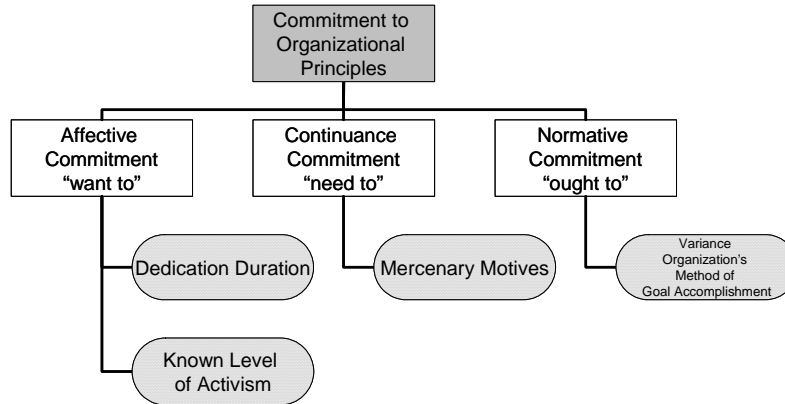 Commitment to
Organizational
Principles
Affective
Commitment
“want to”
Continuance
Commitment
“need to”
Normative
Commitment
“ought to”
Dedication Duration
Mercenary Motives
Variance
Organization’s
Method of
Goal Accomplishment
Known Level
of Activism